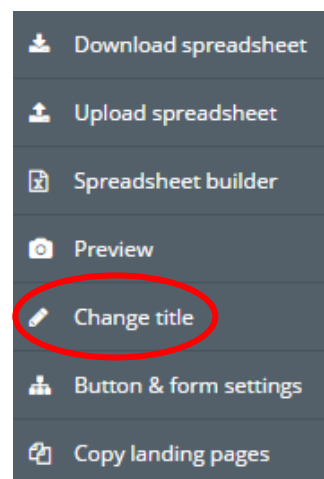 Download spreadsheet
Upload spreadsheet
Spreadsheet builder
Preview
Change title
Button & form settings
Copy landing pages